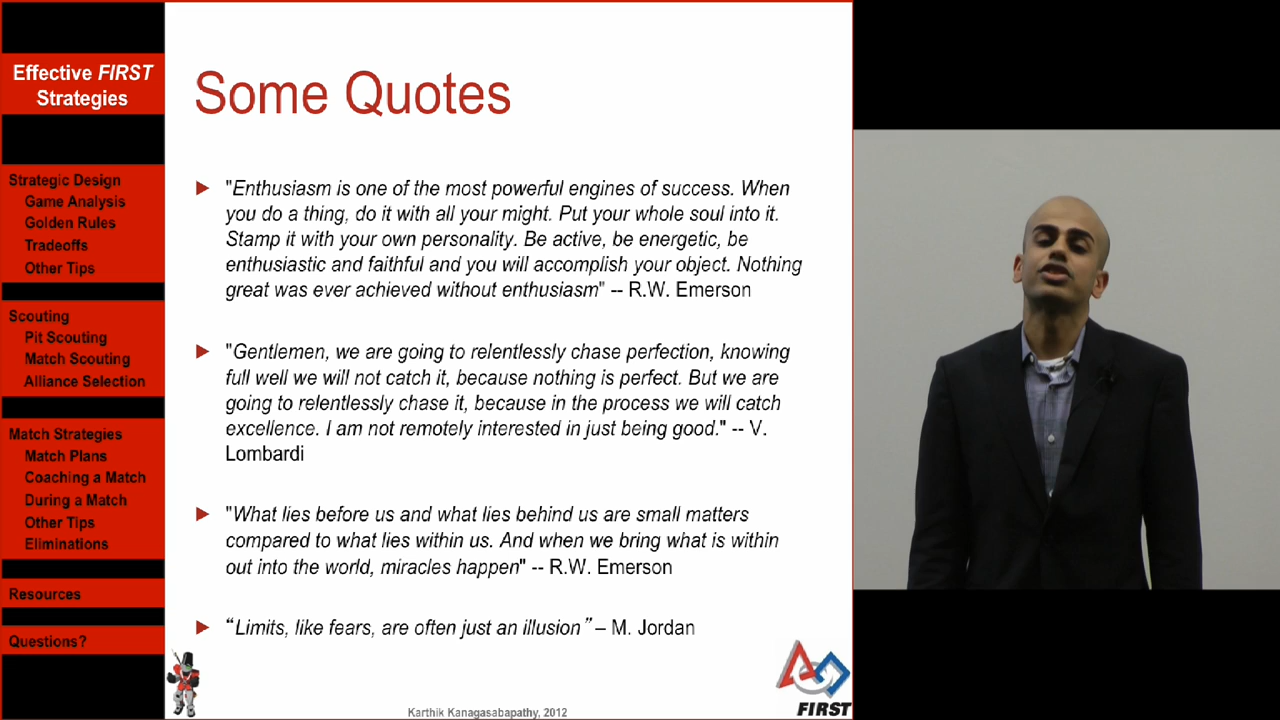 Effective FIRST
Strategies
Strategic Design
Game Analysis
Golden Rules
Tradeoffs
Other Tips
Scouting
Pit Scouting
Match Scouting
Alliance Selection
Match Strategies
Match Plans
Coaching a Match
During a Match
Other Tips
Eliminations
Resources
Questions?
Some Quotes
"Enthusiasm is one of the most powerful engines of success. When
you do a thing, do it with all your might. Put your whole soul into it.
Stamp it with your own personality. Be active, be energetic, be
enthusiastic and faithful and you will accomplish your object. Nothing
great was ever achieved without enthusiasm" -- R.W. Emerson
"Gentlemen, we are going to relentlessly chase perfection, knowing
full well we will not catch it, because nothing is perfect. But we are
going to relentlessly chase it, because in the process we will catch
excellence. I am not remotely interested in just being good." -- V.
Lombardi
"What lies before us and what lies behind us are small matters
compared to what lies within us. And when we bring what is within
out into the world, miracles happen" -- R.W. Emerson
“Limits, like fears, are often just an illusion” – M. Jordan
Karthik Kanagasabapathy, 2012
FIRST